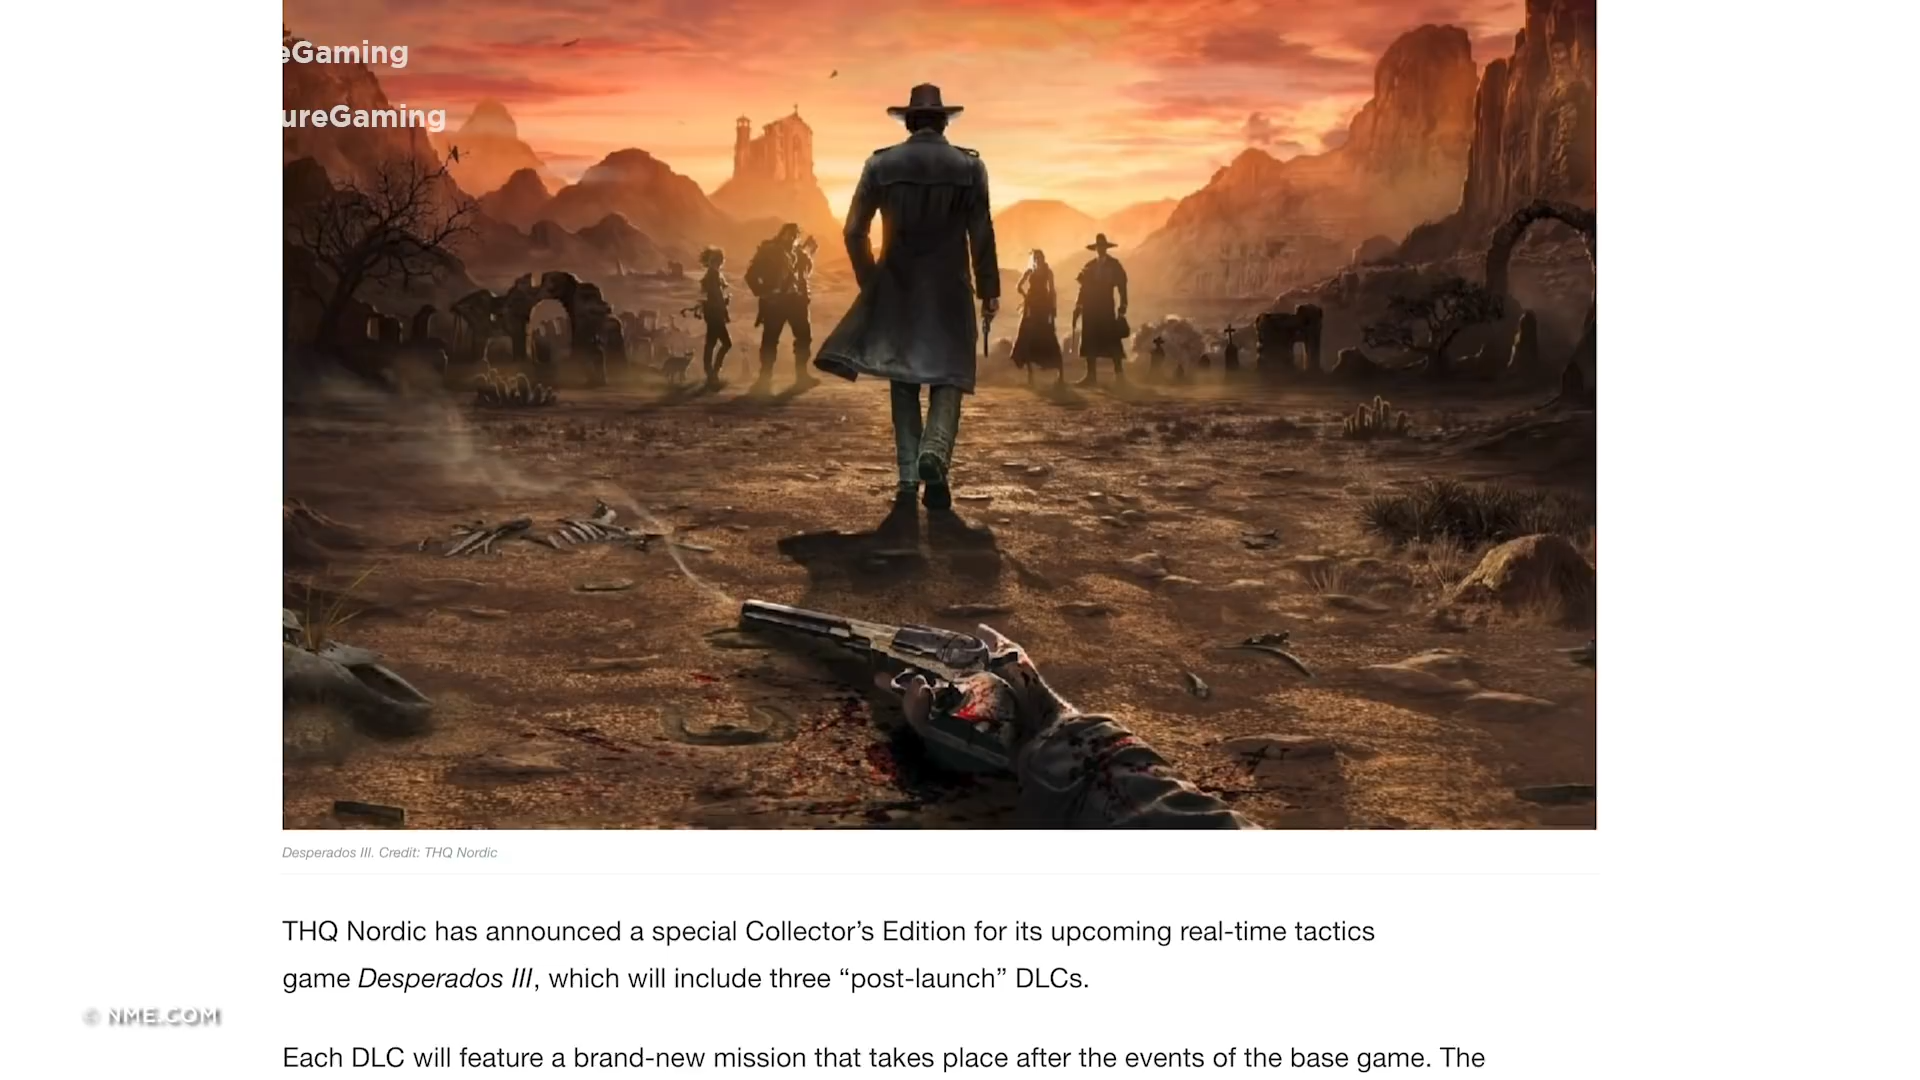 eGaming
ureGaming
Desperados III. Credit: THQ Nordic
THQ Nordic has announced a special Collector’s Edition for its upcoming real-time tactics
game Desperados III, which will include three “post-launch” DLCs.
© NME.COM
Each DLC will feature a brand-new mission that takes place after the events of the base game. The